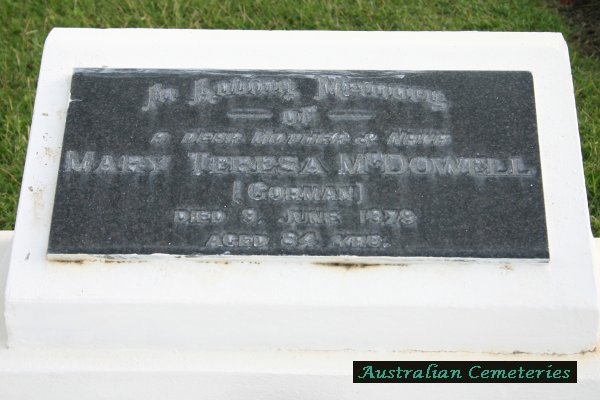 In Loving Memory
of
A DEAR MOTHER & NANA
MARY TERESA McDOWELL
(GORMAN)
DIED 9. JUNE 1979
AGED 84 YRS.
Australian Cemeteries